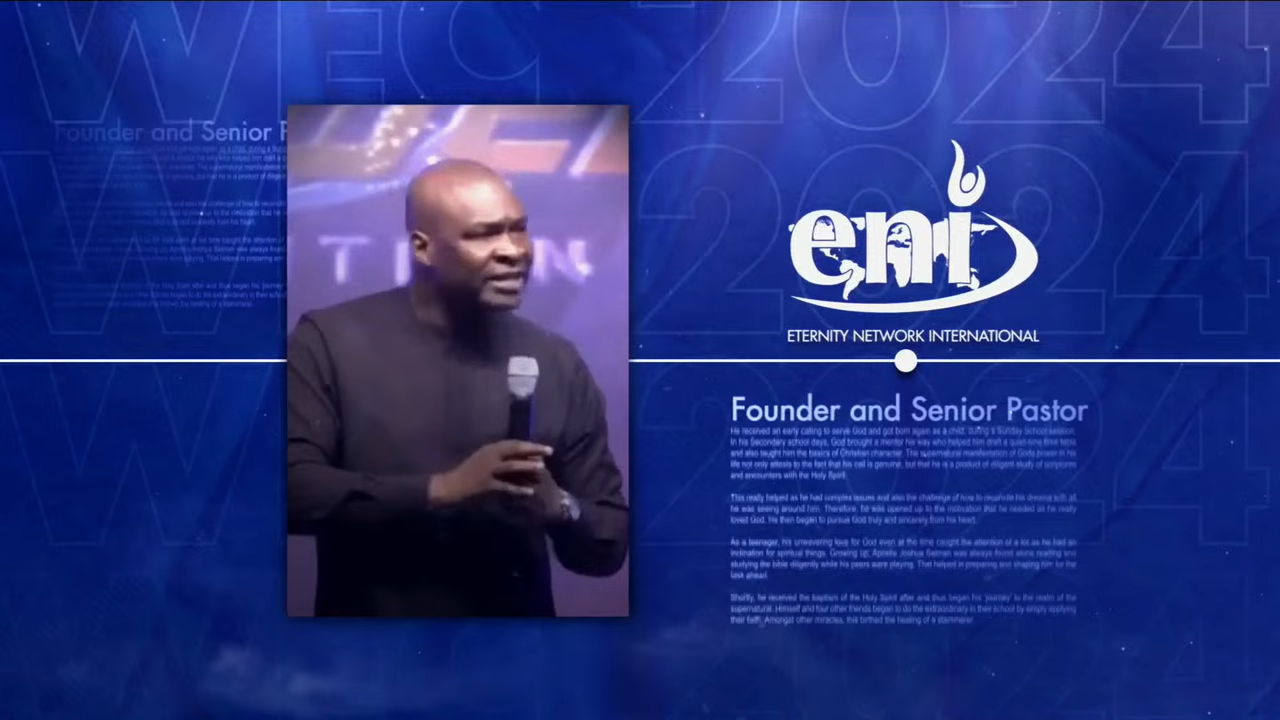 WEC 2024
Founder and Senior P
WEC 2024
2024
2024
eni
ETERNITY NETWORK INTERNATIONAL
Founder and Senior Pastor
He received an early calling to serve God and got born again as a child, during a Sunday School session.
In his Secondary school days, God brought a mentor his way who helped him draft a quiet-time time table
and also taught him the basics of Christian character. The supernatural manifestation of Gods power in his
life not only attests to the fact that his call is genuine, but that he is a product of diligent study of scriptures
and encounters with the Holy Spirit.
This really helped as he had complex issues and also the challenge of how to reconcile his dreams with all
he was seeing around him. Therefore, he was opened up to the motivation that he needed as he really
loved God. He then began to pursue God truly and sincerely from his heart.
As a teenager, his unwavering love for God even at the time caught the attention of a lot as he had an
inclination for spiritual things. Growing up, Apostle Joshua Selman was always found alone reading and
studying the bible diligently while his peers were playing. That helped in preparing and shaping him for the
task ahead.
Shortly, he received the baptism of the Holy Spirit after and thus began his 'journey' to the realm of the
supernatural. Himself and four other friends began to do the extraordinary in their school by simply applying
their faith. Amongst other miracles, this birthed the healing of a stammerer.